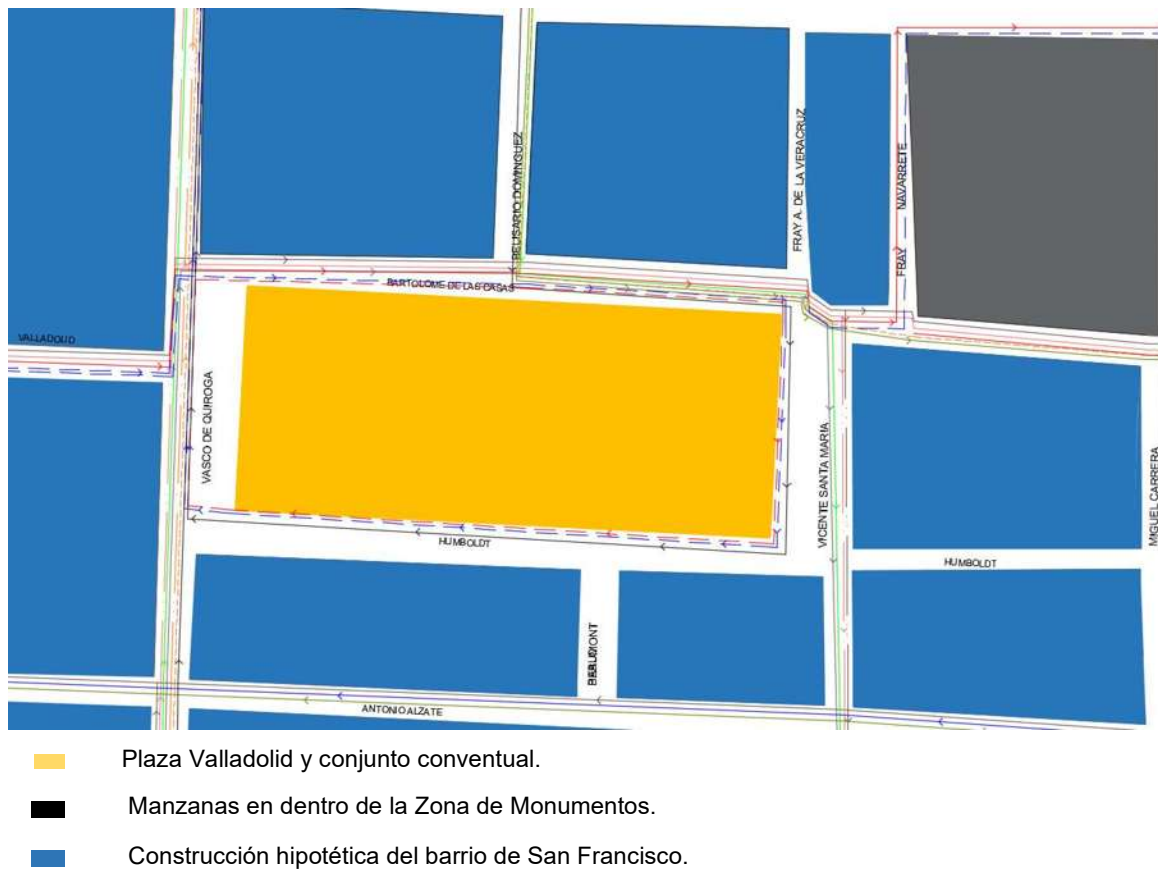 BELISARIO DOMINGUEZ
FRAY A. DE LA VERACRUZ
FRAY NAVARRETE
BARTOLOME DE LAS CASAS
VALLADOLID
VASCO DE QUIROGA
VICENTE SANTA MARIA
MIGUEL CARRERA
HUMBOLDT
HUMBOLDT
ANTONIO ALZATE
Plaza Valladolid y conjunto conventual.
Manzanas en dentro de la Zona de Monumentos.
Construcción hipotética del barrio de San Francisco.